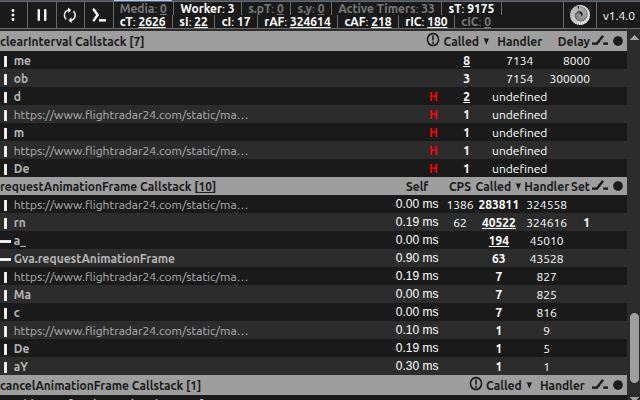 Media: 0 Worker: 3 s.pT: 0 s.y: 0 Active Timers: 33 sT: 9175
cT: 2626 sI: 22 cI: 17 rAF: 324614 cAF: 218 rIC: 180 cIC: 0 v1.4.0
clearInterval Callstack [7] Called ▼ Handler Delay
me 8 7134 8000
ob 3 7154 300000
d H 2 undefined
https://www.flightradar24.com/static/ma… H 1 undefined
m H 1 undefined
https://www.flightradar24.com/static/ma… H 1 undefined
De H 1 undefined
requestAnimationFrame Callstack [10] Self CPS Called ▼ Handler Set
https://www.flightradar24.com/static/ma… 0.00 ms 1386 283811 324558
rn 0.19 ms 62 40522 324616 1
a_ 0.00 ms 194 45010
Gva.requestAnimationFrame 0.90 ms 63 43528
https://www.flightradar24.com/static/ma… 0.19 ms 7 827
Ma 0.00 ms 7 825
c 0.00 ms 7 816
https://www.flightradar24.com/static/ma… 0.10 ms 1 9
De 0.19 ms 1 5
aY 0.30 ms 1 1
cancelAnimationFrame Callstack [1] Called ▼ Handler